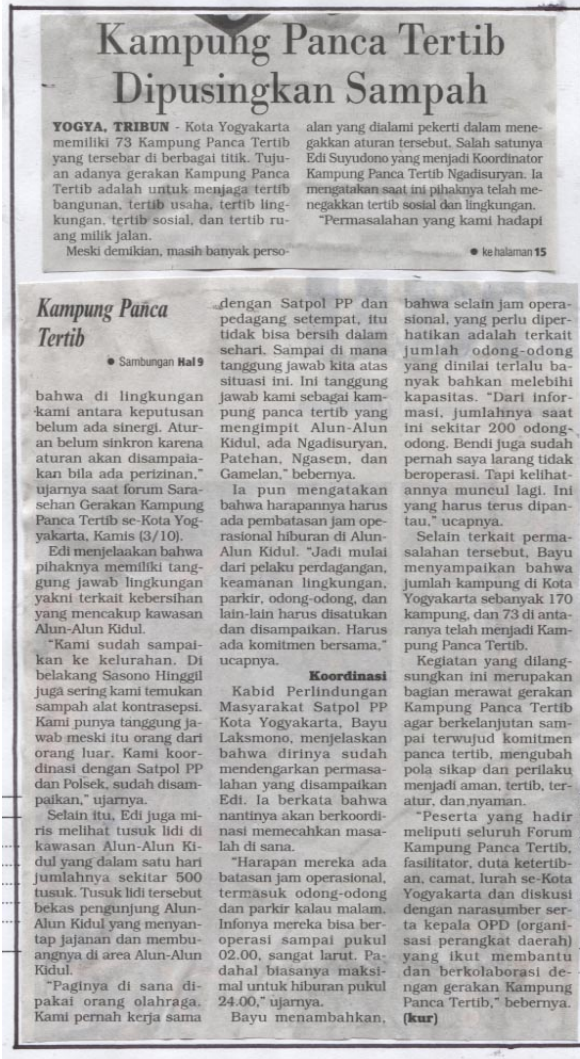 Kampung Panca Tertib
Dipusingkan Sampah
YOGYA, TRIBUN - Kota Yogyakarta
memiliki 73 Kampung Panca Tertib
yang tersebar di berbagai titik. Tuju-
an adanya gerakan Kampung Panca
Tertib adalah untuk menjaga tertib
bangunan, tertib usaha, tertib ling-
kungan, tertib sosial, dan tertib ru-
ang milik jalan.
Meski demikian, masih banyak perso-
alan yang dialami pekerti dalam mene-
gakkan aturan tersebut. Salah satunya
Edi Suyudono yang menjadi Koordinator
Kampung Panca Tertib Ngadisuryan. Ia
mengatakan saat ini pihaknya telah me-
negakkan tertib sosial dan lingkungan.
“Permasalahan yang kami hadapi
● ke halaman 15
Kampung Panca
Tertib
● Sambungan Hal 9
bahwa di lingkungan
kami antara keputusan
belum ada sinergi. Atur-
an belum sinkron karena
aturan akan disampaia-
kan bila ada perizinan,”
ujarnya saat forum Sara-
sehan Gerakan Kampung
Panca Tertib se-Kota Yog-
yakarta, Kamis (3/10).
Edi menjelaakan bahwa
pihaknya memiliki tang-
gung jawab lingkungan
yakni terkait kebersihan
yang mencakup kawasan
Alun-Alun Kidul.
“Kami sudah sampai-
kan ke kelurahan. Di
belakang Sasono Hinggil
juga sering kami temukan
sampah alat kontrasepsi.
Kami punya tanggung ja-
wab meski itu orang dari
orang luar. Kami koor-
dinasi dengan Satpol PP
dan Polsek, sudah disam-
paikan,” ujarnya.
Selain itu, Edi juga mi-
ris melihat tusuk lidi di
kawasan Alun-Alun Ki-
dul yang dalam satu hari
jumlahnya sekitar 500
tusuk. Tusuk lidi tersebut
bekas pengunjung Alun-
Alun Kidul yang menyan-
tap jajanan dan membu-
angnya di area Alun-Alun
Kidul.
“Paginya di sana di-
pakai orang olahraga.
Kami pernah kerja sama
dengan Satpol PP dan
pedagang setempat, itu
tidak bisa bersih dalam
sehari. Sampai di mana
tanggung jawab kita atas
situasi ini. Ini tanggung
jawab kami sebagai kam-
pung panca tertib yang
mengimpit Alun-Alun
Kidul, ada Ngadisuryan,
Patehan, Ngasem, dan
Gamelan,” bebernya.
Ia pun mengatakan
bahwa harapannya harus
ada pembatasan jam ope-
rasional hiburan di Alun-
Alun Kidul. “Jadi mulai
dari pelaku perdagangan,
keamanan lingkungan,
parkir, odong-odong, dan
lain-lain harus disatukan
dan disampaikan. Harus
ada komitmen bersama,”
ucapnya.
Koordinasi
Kabid Perlindungan
Masyarakat Satpol PP
Kota Yogyakarta, Bayu
Laksmono, menjelaskan
bahwa dirinya sudah
mendengarkan permasa-
lahan yang disampaikan
Edi. Ia berkata bahwa
nantinya akan berkoordi-
nasi memecahkan masa-
lah di sana.
“Harapan mereka ada
batasan jam operasional,
termasuk odong-odong
dan parkir kalau malam.
Infonya mereka bisa ber-
operasi sampai pukul
02.00, sangat larut. Pa-
dahal biasanya maksi-
mal untuk hiburan pukul
24.00,” ujarnya.
Bayu menambahkan,
bahwa selain jam opera-
sional, yang perlu diper-
hatikan adalah terkait
jumlah odong-odong
yang dinilai terlalu ba-
nyak bahkan melebihi
kapasitas. “Dari infor-
masi, jumlahnya saat
ini sekitar 200 odong-
odong. Bendi juga sudah
pernah saya larang tidak
beroperasi. Tapi kelihat-
annya muncul lagi. Ini
yang harus terus dipan-
tau,” ucapnya.
Selain terkait perma-
salahan tersebut, Bayu
menyampaikan bahwa
jumlah kampung di Kota
Yogyakarta sebanyak 170
kampung, dan 73 di anta-
ranya telah menjadi Kam-
pung Panca Tertib.
Kegiatan yang dilang-
sungkan ini merupakan
bagian merawat gerakan
Kampung Panca Tertib
agar berkelanjutan sam-
pai terwujud komitmen
panca tertib, mengubah
pola sikap dan perilaku
menjadi aman, tertib, ter-
atur, dan nyaman.
“Peserta yang hadir
meliputi seluruh Forum
Kampung Panca Tertib,
fasilitator, duta ketertib-
an, camat, lurah se-Kota
Yogyakarta dan diskusi
dengan narasumber ser-
ta kepala OPD (organi-
sasi perangkat daerah)
yang ikut membantu
dan berkolaborasi de-
ngan gerakan Kampung
Panca Tertib,” bebernya.
(kur)